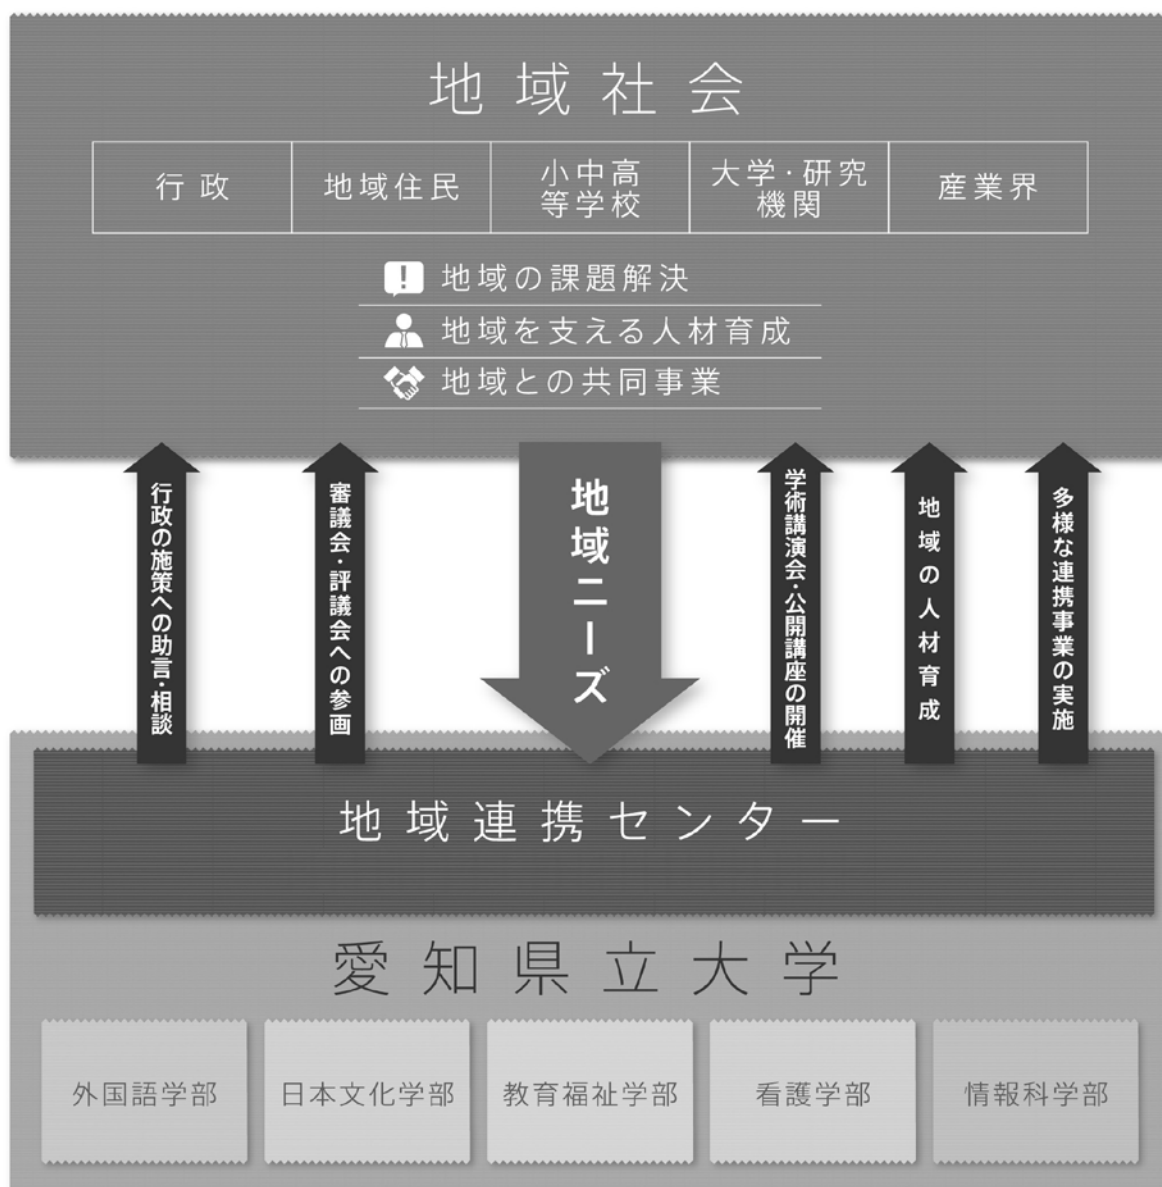 地域社会
行政
地域住民
小中高
等学校
大学・研究
機関
産業界
地域の課題解決
地域を支える人材育成
地域との共同事業
行政の施策への助言・相談
審議会・評議会への参画
地域ニーズ
学術講演会・公開講座の開催
地域の人材育成
多様な連携事業の実施
地域連携センター
愛知県立大学
外国語学部
日本文化学部
教育福祉学部
看護学部
情報科学部